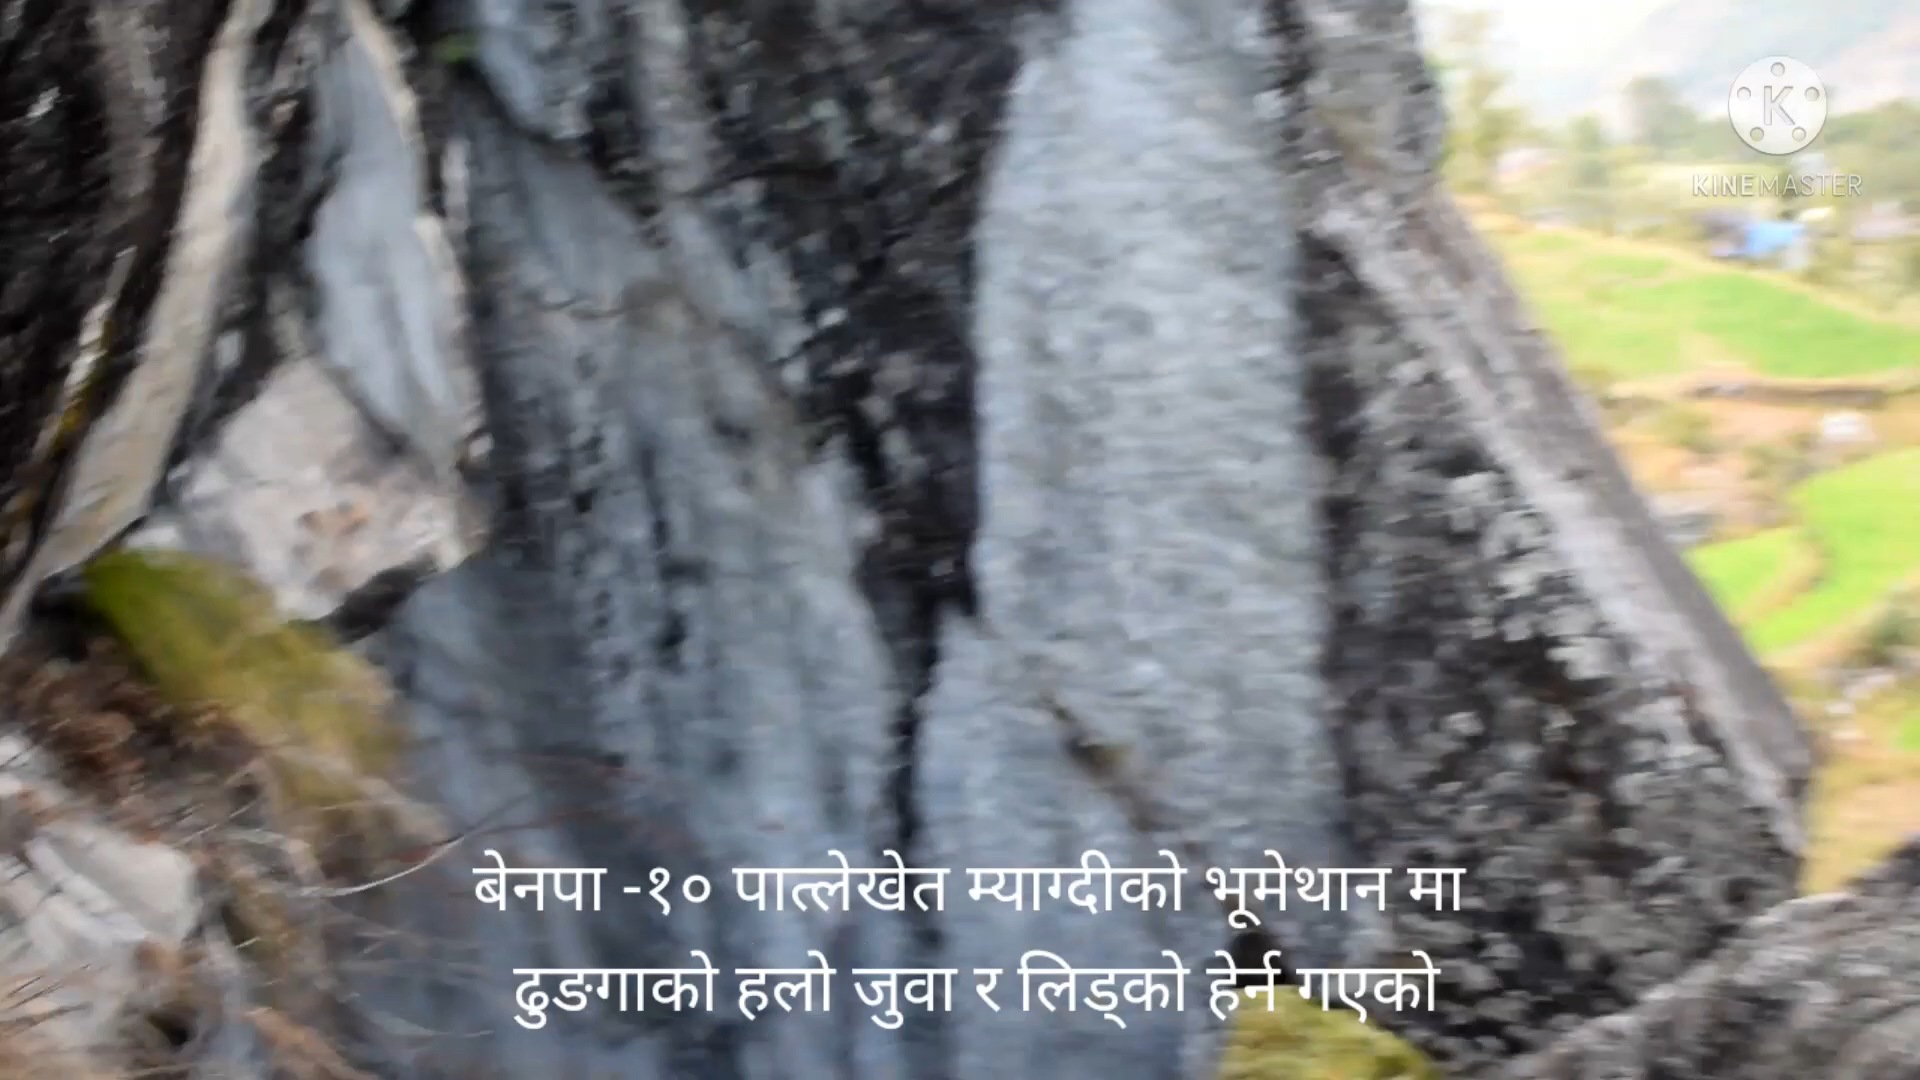 KINEMASTER
बेनपा -१० पात्लेखेत म्याग्दीको भूमेथान मा
ढुङगाको हलो जुवा र लिड्को हेर्न गएको